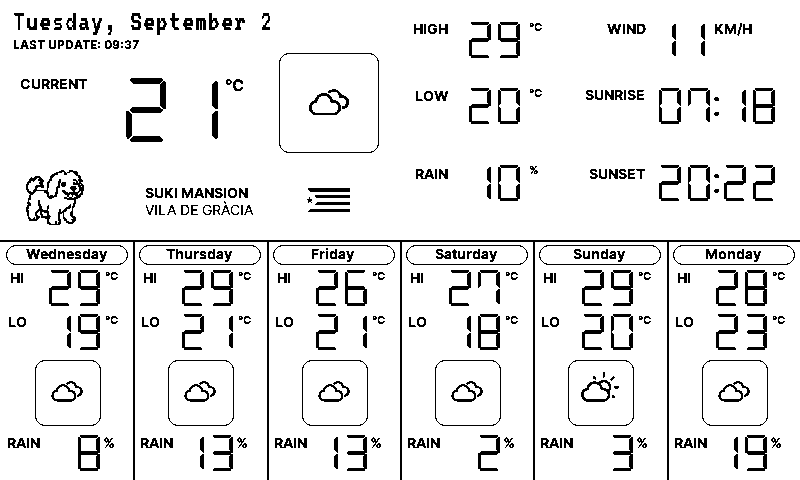 Tuesday, September 2
LAST UPDATE: 09:37
CURRENT 21 °C
HIGH 29 °C
WIND 11 KM/H
LOW 20 °C
SUNRISE 07:18
RAIN 10 %
SUNSET 20:22
SUKI MANSION
VILA DE GRÀCIA
Wednesday
HI 29 °C
LO 19 °C
RAIN 8 %
Thursday
HI 29 °C
LO 21 °C
RAIN 13 %
Friday
HI 26 °C
LO 21 °C
RAIN 13 %
Saturday
HI 27 °C
LO 18 °C
RAIN 2 %
Sunday
HI 29 °C
LO 20 °C
RAIN 3 %
Monday
HI 28 °C
LO 23 °C
RAIN 19 %